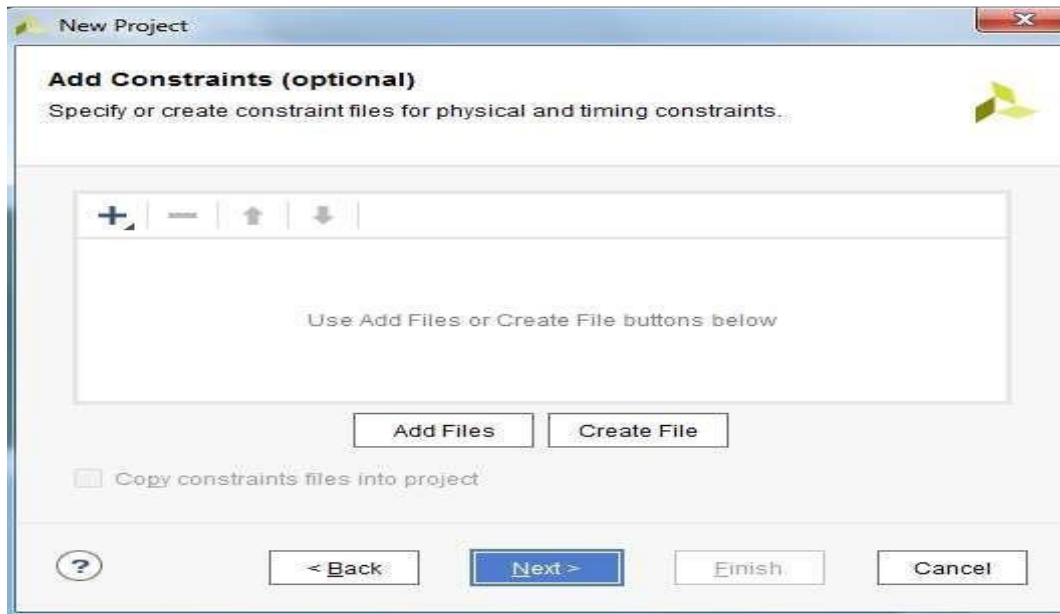 New Project
Add Constraints (optional)
Specify or create constraint files for physical and timing constraints.
Use Add Files or Create File buttons below
Add Files
Create File
Copy constraints files into project
?
< Back
Next >
Finish
Cancel